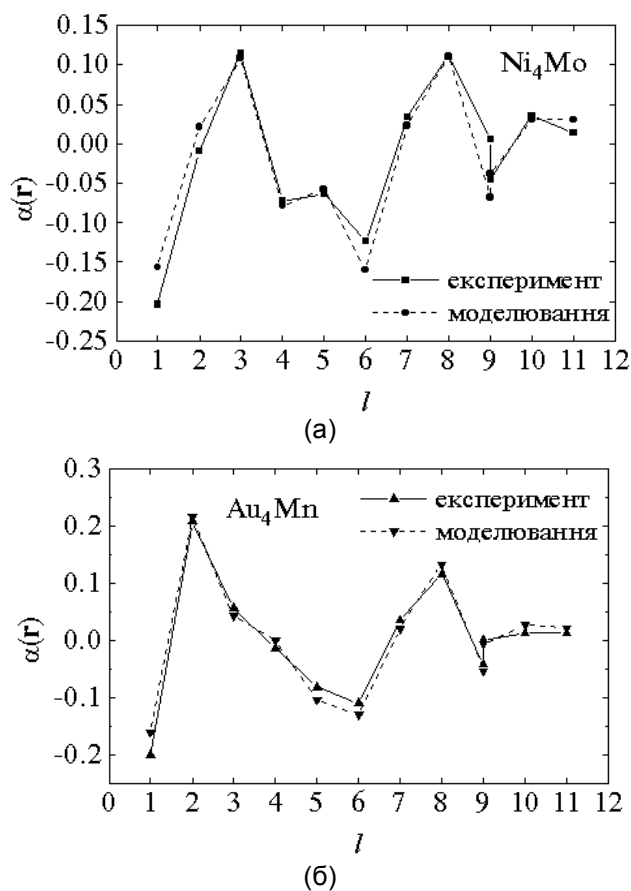 0.15
0.10
0.05
0.00
-0.05
-0.10
-0.15
-0.20
-0.25
α(r)
Ni₄Mo
експеримент
моделювання
0 1 2 3 4 5 6 7 8 9 10 11 12
l
(а)
0.3
0.2
0.1
0.0
-0.1
-0.2
α(r)
Au₄Mn
експеримент
моделювання
0 1 2 3 4 5 6 7 8 9 10 11 12
l
(б)